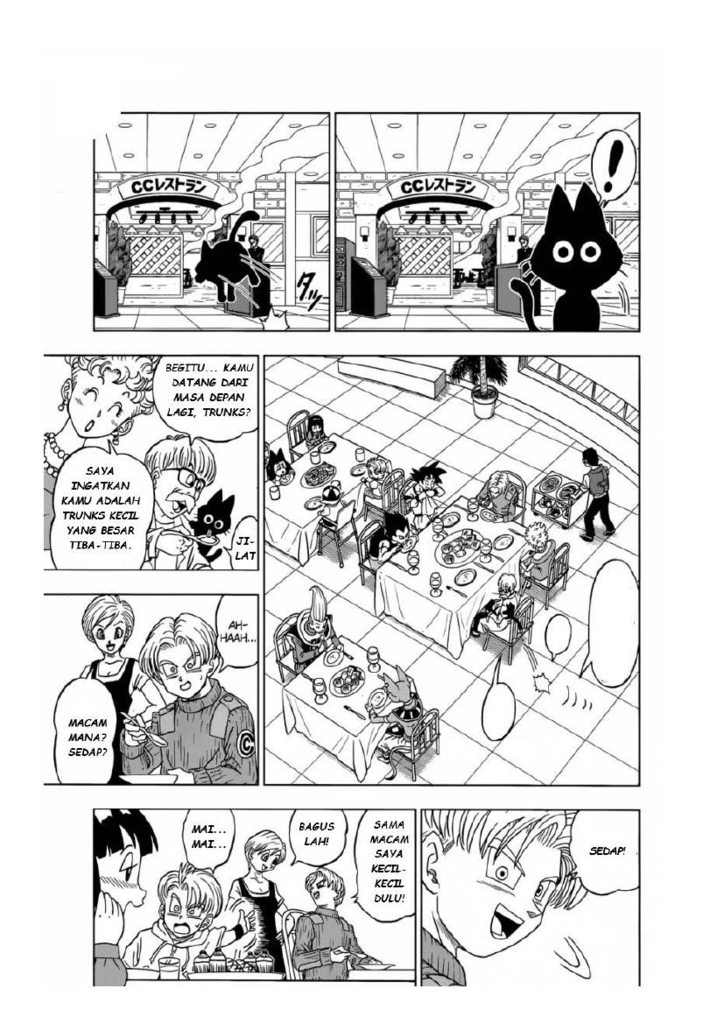 !
CCレストラン
CCレストラン
タッ
BEGITU... KAMU
DATANG DARI
MASA DEPAN
LAGI, TRUNKS?
SAYA
INGATKAN
KAMU ADALAH
TRUNKS KECIL
YANG BESAR
TIBA-TIBA.
JI-
LAT
AH-
HAAH...
MACAM
MANA?
SEDAP?
C
SEDAP!
SAMA
MACAM
SAYA
KECIL-
KECIL
DULU!
BAGUS
LAH!
MAI...
MAI...